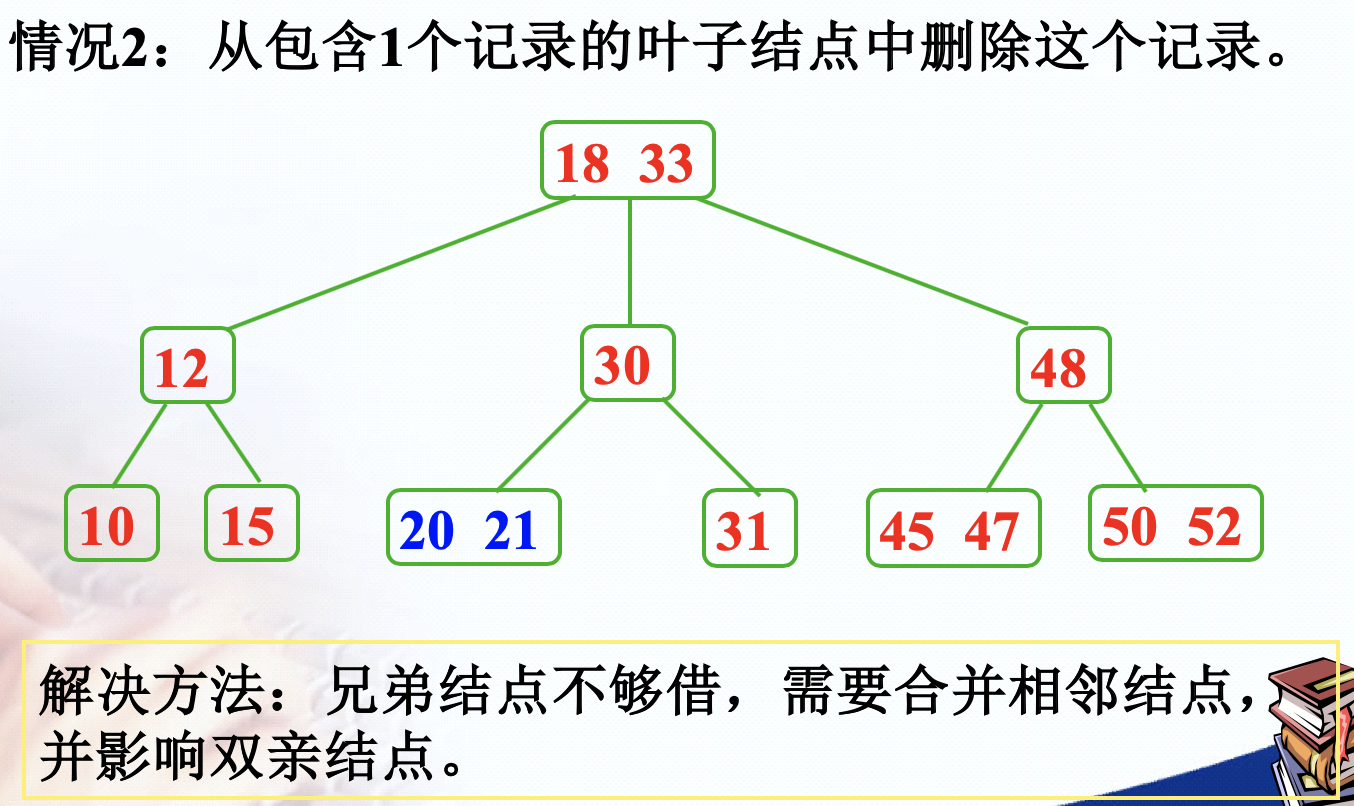 情况2：从包含1个记录的叶子结点中删除这个记录。
18 33
12 30 48
10 15 20 21 31 45 47 50 52
解决方法：兄弟结点不够借，需要合并相邻结点，
并影响双亲结点。